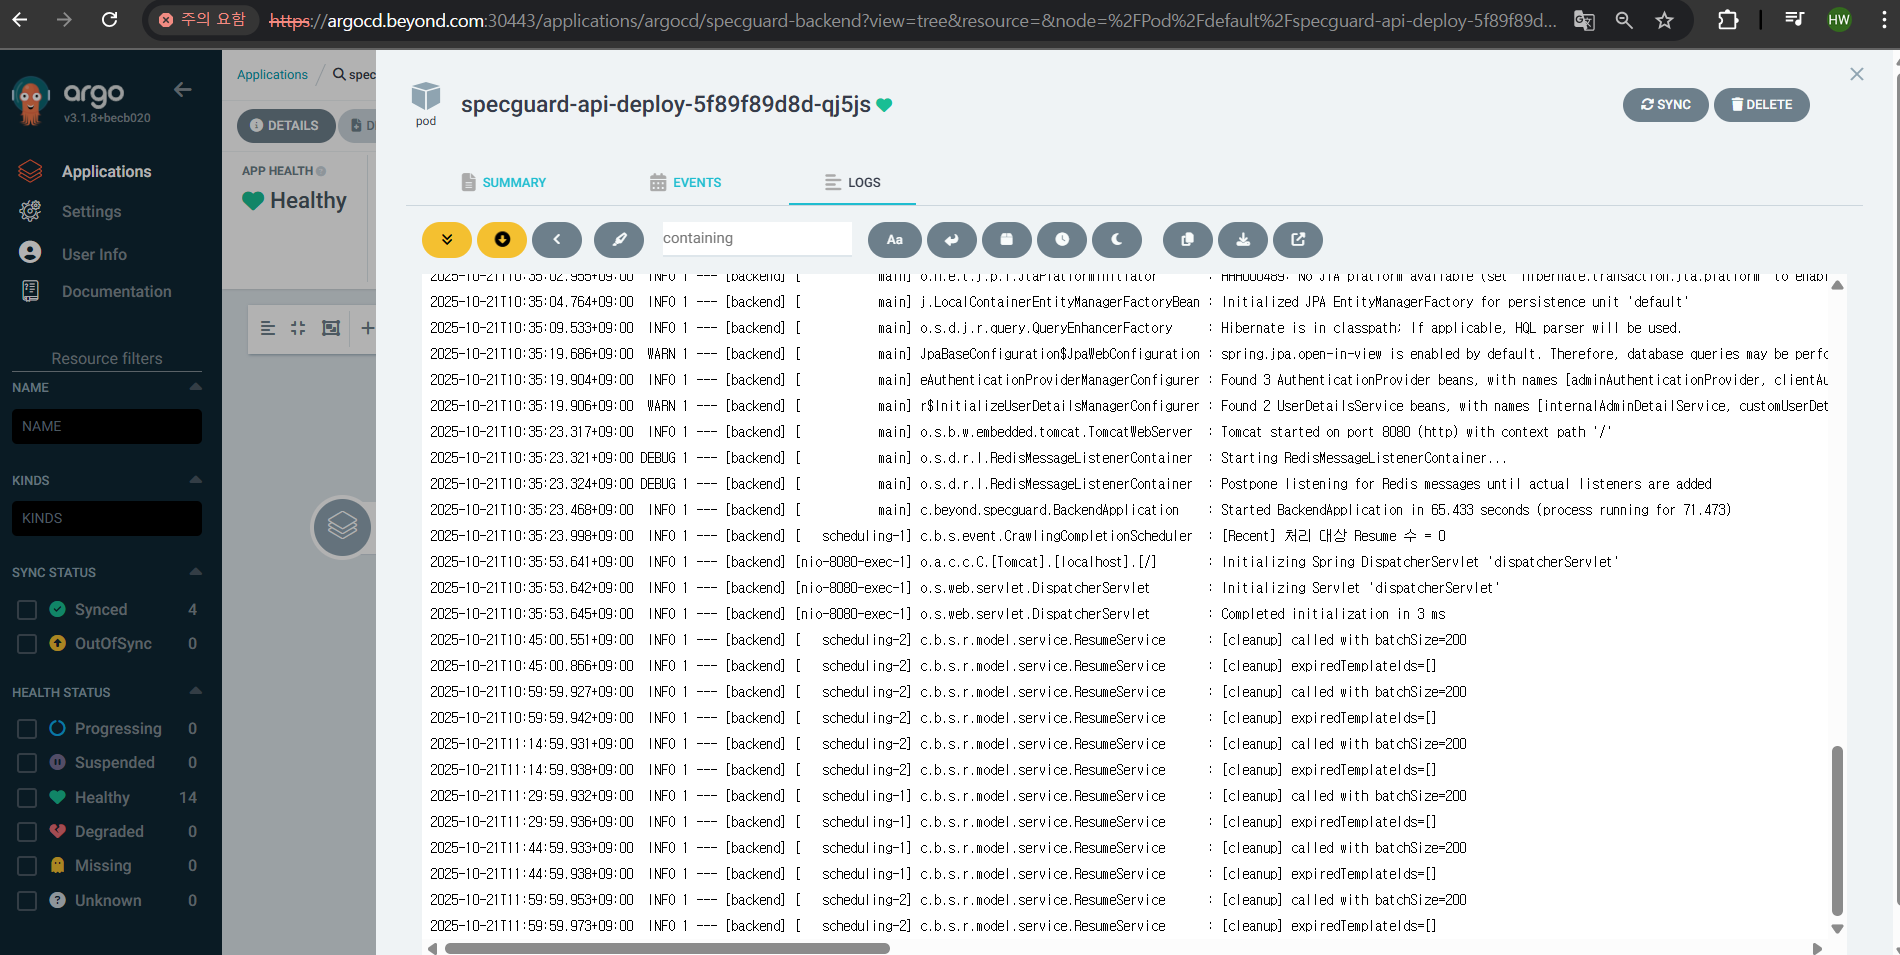 주의 요함
https://argocd.beyond.com:30443/applications/argocd/specguard-backend?view=tree&resource=&node=%2FPod%2Fdefault%2Fspecguard-api-deploy-5f89f89d...
HW
argo
v3.1.8+becb020
Applications
Settings
User Info
Documentation
Resource filters
NAME
NAME
KINDS
KINDS
SYNC STATUS
Synced 4
OutOfSync 0
HEALTH STATUS
Progressing 0
Suspended 0
Healthy 14
Degraded 0
Missing 0
Unknown 0
Applications / spec
DETAILS D
APP HEALTH
Healthy
pod
specguard-api-deploy-5f89f89d8d-qj5js
SYNC DELETE
SUMMARY EVENTS LOGS
containing Aa
2025-10-21T10:35:02.955+09:00 INFO 1 --- [backend] [ main] o.h.e.t.j.p.i.JtaPlatformInitiator : HHH000489: No JTA platform available (set 'hibernate.transaction.jta.platform' to enabl
2025-10-21T10:35:04.764+09:00 INFO 1 --- [backend] [ main] j.LocalContainerEntityManagerFactoryBean : Initialized JPA EntityManagerFactory for persistence unit 'default'
2025-10-21T10:35:09.533+09:00 INFO 1 --- [backend] [ main] o.s.d.j.r.query.QueryEnhancerFactory : Hibernate is in classpath; If applicable, HQL parser will be used.
2025-10-21T10:35:19.686+09:00 WARN 1 --- [backend] [ main] JpaBaseConfiguration$JpaWebConfiguration : spring.jpa.open-in-view is enabled by default. Therefore, database queries may be perfo
2025-10-21T10:35:19.904+09:00 INFO 1 --- [backend] [ main] eAuthenticationProviderManagerConfigurer : Found 3 AuthenticationProvider beans, with names [adminAuthenticationProvider, clientAu
2025-10-21T10:35:19.906+09:00 WARN 1 --- [backend] [ main] r$InitializeUserDetailsManagerConfigurer : Found 2 UserDetailsService beans, with names [internalAdminDetailService, customUserDet
2025-10-21T10:35:23.317+09:00 INFO 1 --- [backend] [ main] o.s.b.w.embedded.tomcat.TomcatWebServer : Tomcat started on port 8080 (http) with context path '/'
2025-10-21T10:35:23.321+09:00 DEBUG 1 --- [backend] [ main] o.s.d.r.l.RedisMessageListenerContainer : Starting RedisMessageListenerContainer...
2025-10-21T10:35:23.324+09:00 DEBUG 1 --- [backend] [ main] o.s.d.r.l.RedisMessageListenerContainer : Postpone listening for Redis messages until actual listeners are added
2025-10-21T10:35:23.468+09:00 INFO 1 --- [backend] [ main] c.beyond.specguard.BackendApplication : Started BackendApplication in 65.433 seconds (process running for 71.473)
2025-10-21T10:35:23.998+09:00 INFO 1 --- [backend] [ scheduling-1] c.b.s.event.CrawlingCompletionScheduler : [Recent] 처리 대상 Resume 수 = 0
2025-10-21T10:35:53.641+09:00 INFO 1 --- [backend] [nio-8080-exec-1] o.a.c.c.C.[Tomcat].[localhost].[/] : Initializing Spring DispatcherServlet 'dispatcherServlet'
2025-10-21T10:35:53.642+09:00 INFO 1 --- [backend] [nio-8080-exec-1] o.s.web.servlet.DispatcherServlet : Initializing Servlet 'dispatcherServlet'
2025-10-21T10:35:53.645+09:00 INFO 1 --- [backend] [nio-8080-exec-1] o.s.web.servlet.DispatcherServlet : Completed initialization in 3 ms
2025-10-21T10:45:00.551+09:00 INFO 1 --- [backend] [ scheduling-2] c.b.s.r.model.service.ResumeService : [cleanup] called with batchSize=200
2025-10-21T10:45:00.866+09:00 INFO 1 --- [backend] [ scheduling-2] c.b.s.r.model.service.ResumeService : [cleanup] expiredTemplateIds=[]
2025-10-21T10:59:59.927+09:00 INFO 1 --- [backend] [ scheduling-2] c.b.s.r.model.service.ResumeService : [cleanup] called with batchSize=200
2025-10-21T10:59:59.942+09:00 INFO 1 --- [backend] [ scheduling-2] c.b.s.r.model.service.ResumeService : [cleanup] expiredTemplateIds=[]
2025-10-21T11:14:59.931+09:00 INFO 1 --- [backend] [ scheduling-2] c.b.s.r.model.service.ResumeService : [cleanup] called with batchSize=200
2025-10-21T11:14:59.938+09:00 INFO 1 --- [backend] [ scheduling-2] c.b.s.r.model.service.ResumeService : [cleanup] expiredTemplateIds=[]
2025-10-21T11:29:59.932+09:00 INFO 1 --- [backend] [ scheduling-1] c.b.s.r.model.service.ResumeService : [cleanup] called with batchSize=200
2025-10-21T11:29:59.936+09:00 INFO 1 --- [backend] [ scheduling-1] c.b.s.r.model.service.ResumeService : [cleanup] expiredTemplateIds=[]
2025-10-21T11:44:59.933+09:00 INFO 1 --- [backend] [ scheduling-1] c.b.s.r.model.service.ResumeService : [cleanup] called with batchSize=200
2025-10-21T11:44:59.938+09:00 INFO 1 --- [backend] [ scheduling-1] c.b.s.r.model.service.ResumeService : [cleanup] expiredTemplateIds=[]
2025-10-21T11:59:59.953+09:00 INFO 1 --- [backend] [ scheduling-2] c.b.s.r.model.service.ResumeService : [cleanup] called with batchSize=200
2025-10-21T11:59:59.973+09:00 INFO 1 --- [backend] [ scheduling-2] c.b.s.r.model.service.ResumeService : [cleanup] expiredTemplateIds=[]